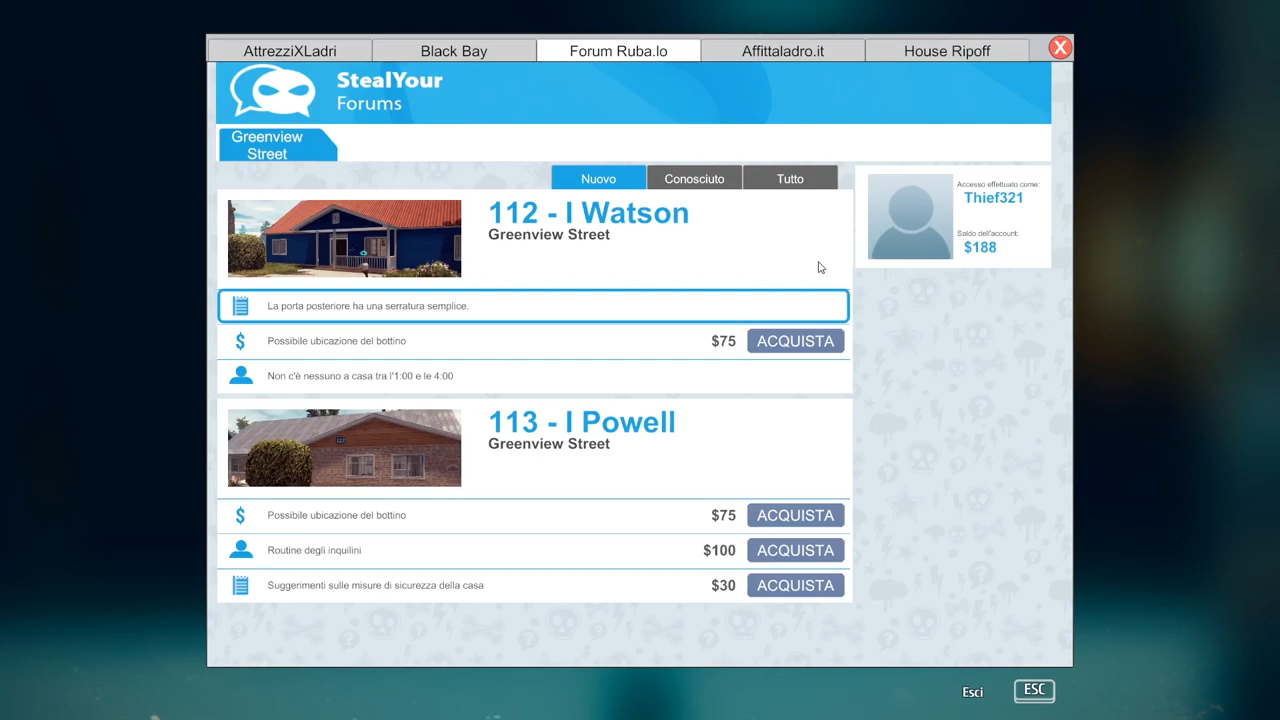 AttrezziXLadri
Black Bay
Forum Ruba.lo
Affittaladro.it
House Ripoff
X
StealYour
Forums
Greenview
Street
Nuovo
Conosciuto
Tutto
Accesso effettuato come:
Thief321
Saldo dell'account:
$188
112 - I Watson
Greenview Street
La porta posteriore ha una serratura semplice.
$ Possibile ubicazione del bottino $75 ACQUISTA
Non c'è nessuno a casa tra l'1:00 e le 4:00
113 - I Powell
Greenview Street
$ Possibile ubicazione del bottino $75 ACQUISTA
Routine degli inquilini $100 ACQUISTA
Suggerimenti sulle misure di sicurezza della casa $30 ACQUISTA
Esci ESC